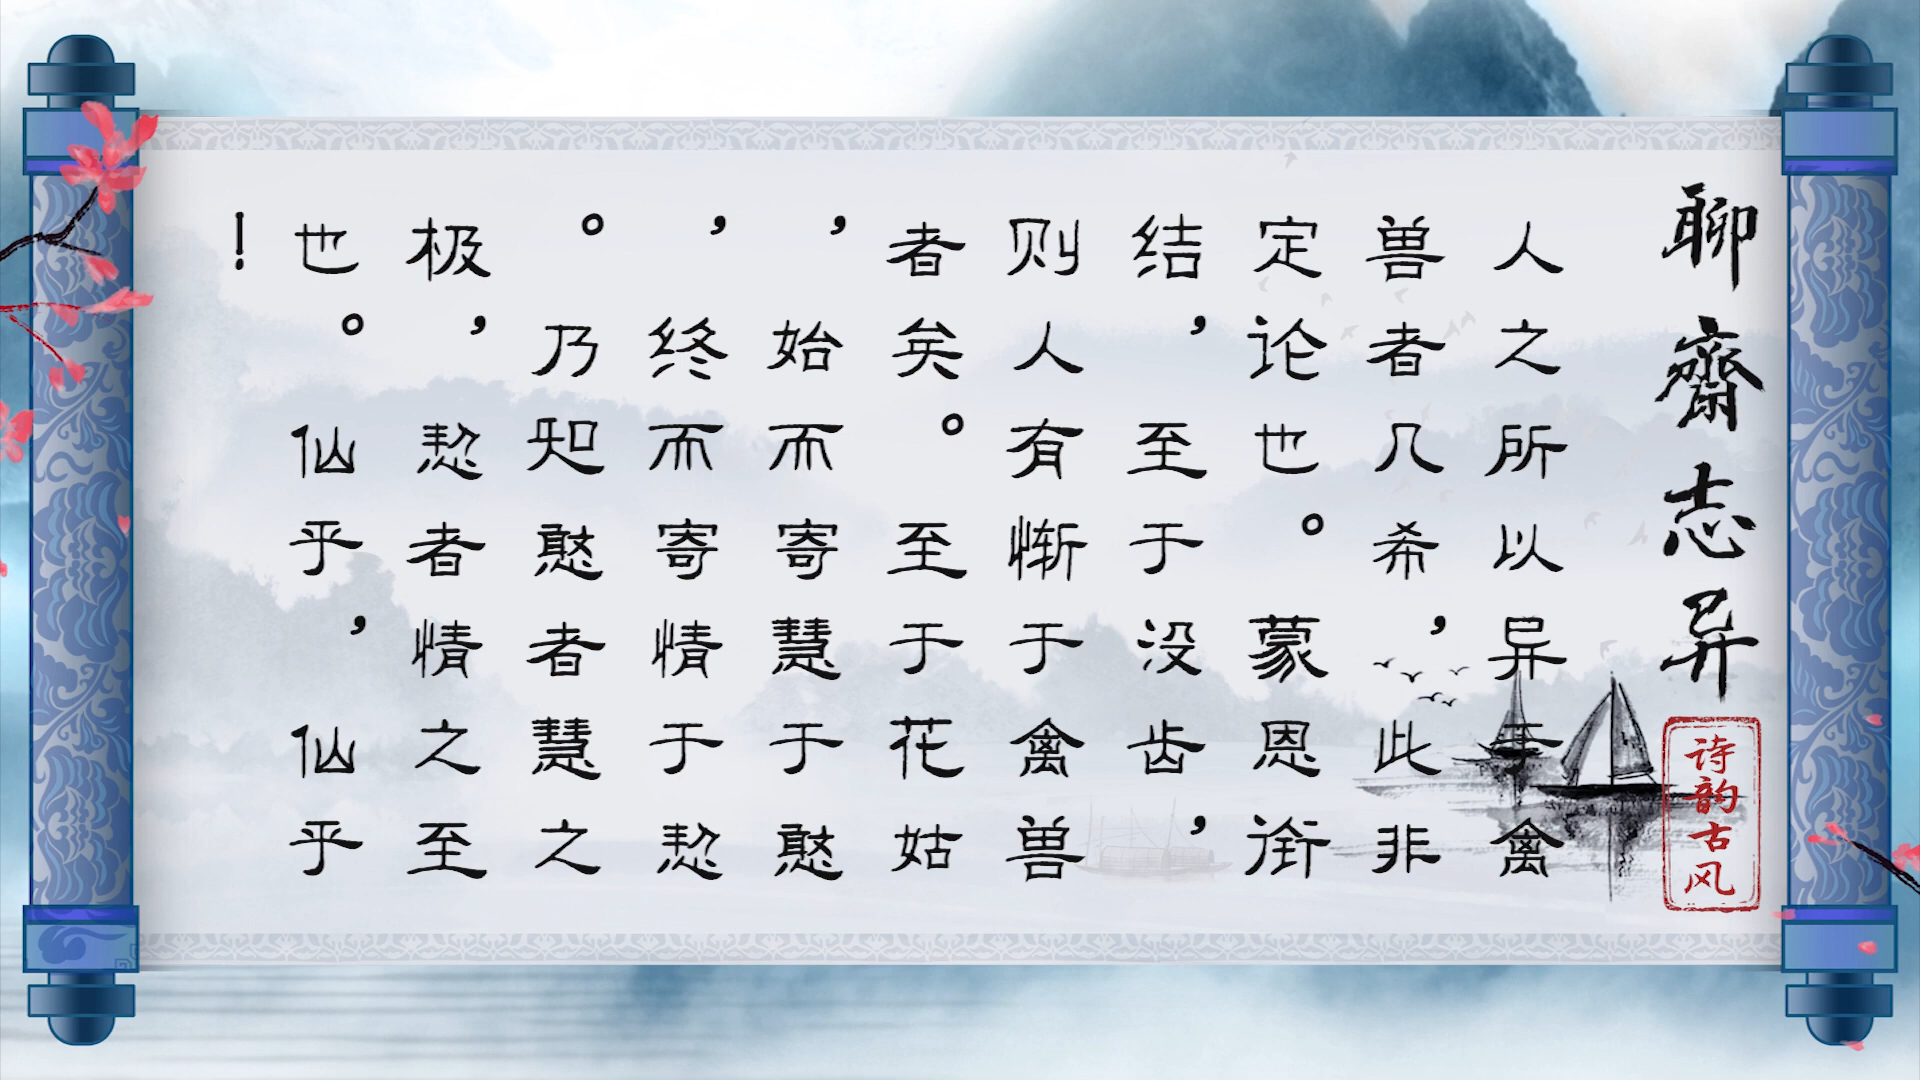 聊齋志异
诗韵古风
人之所以异于禽
兽者几希，此非
定论也。蒙恩衔
结，至于没齿，
则人有惭于禽兽
者矣。至于花姑
，始而寄慧于憨
，终而寄情于恝
。乃知憨者慧之
极，恝者情之至
也。仙乎，仙乎
！